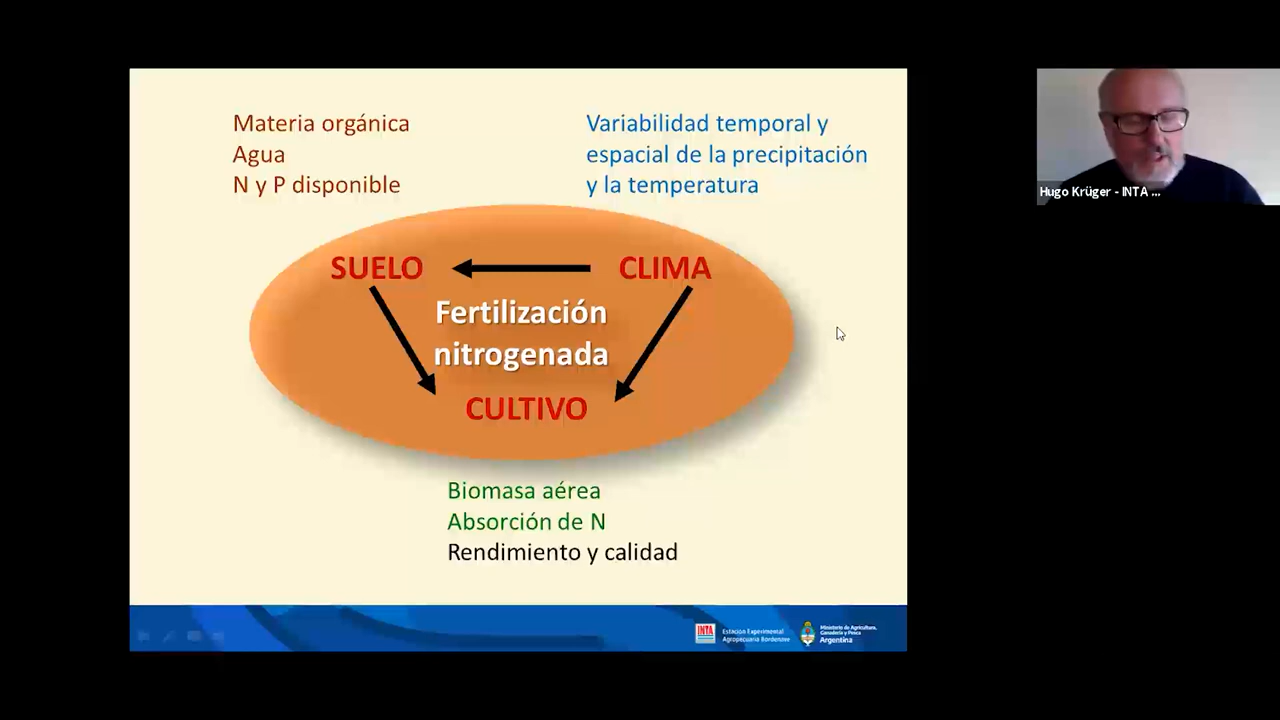 Materia orgánica
Agua
N y P disponible
Variabilidad temporal y
espacial de la precipitación
y la temperatura
SUELO
CLIMA
Fertilización
nitrogenada
CULTIVO
Biomasa aérea
Absorción de N
Rendimiento y calidad
Hugo Krüger - INTA ...
INTA
Estación Experimental
Agropecuaria Bordenave
Ministerio de Agricultura,
Ganadería y Pesca
Argentina